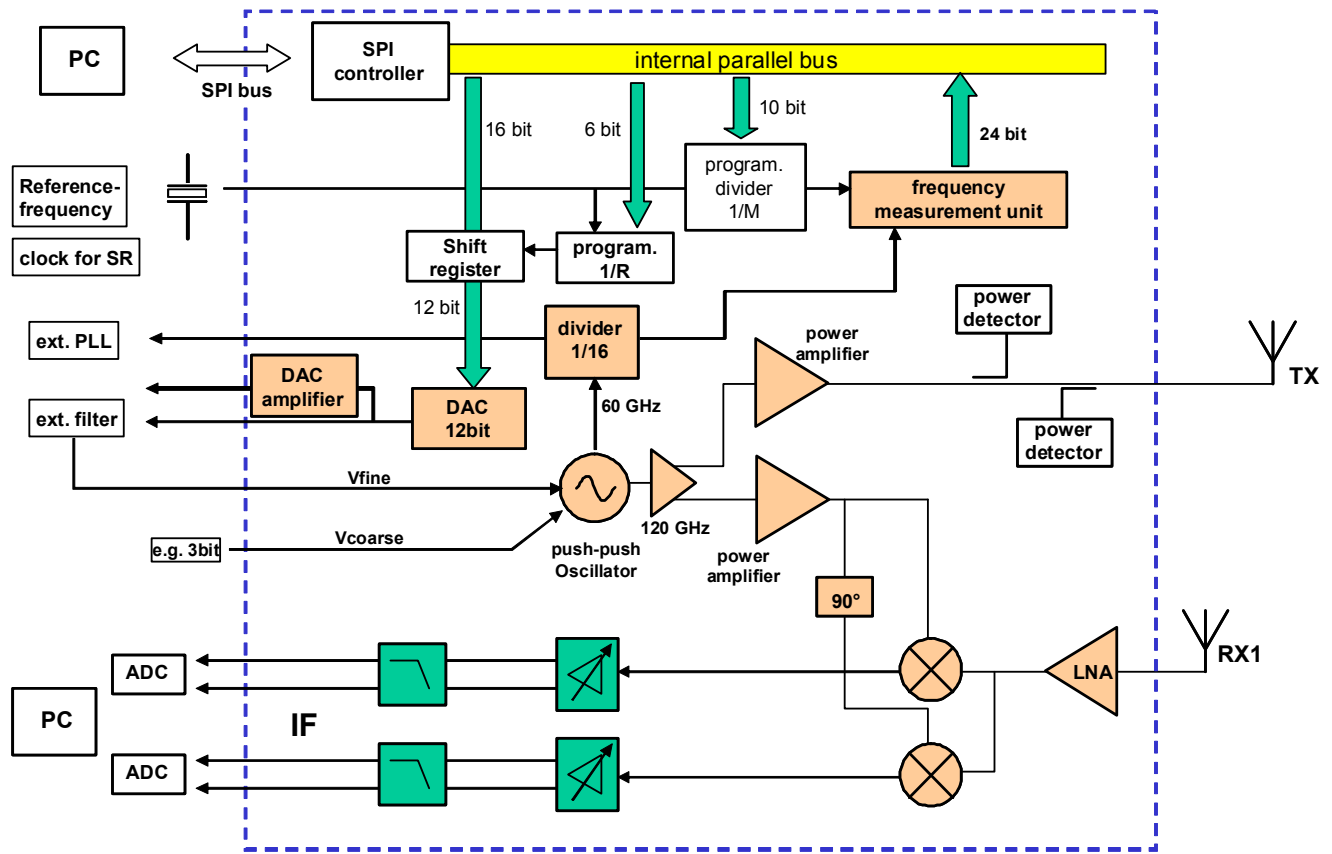 PC
SPI bus
SPI
controller
internal parallel bus
16 bit
6 bit
10 bit
24 bit
Reference-
frequency
clock for SR
program.
divider
1/M
frequency
measurement unit
Shift
register
program.
1/R
12 bit
ext. PLL
divider
1/16
power
detector
power
amplifier
TX
DAC
amplifier
ext. filter
DAC
12bit
60 GHz
power
detector
Vfine
120 GHz
e.g. 3bit
Vcoarse
push-push
Oscillator
power
amplifier
90°
RX1
LNA
ADC
PC
IF
ADC